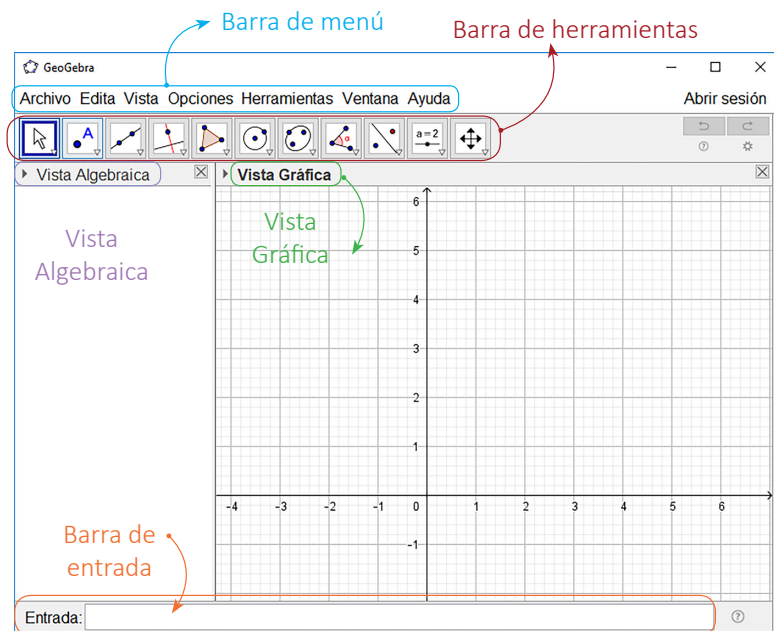 Barra de menú
Barra de herramientas
GeoGebra
Archivo Edita Vista Opciones Herramientas Ventana Ayuda
Abrir sesión
A
α
a=2
Vista Algebraica
Vista Gráfica
Vista
Algebraica
Vista
Gráfica
6
5
4
3
2
1
-4 -3 -2 -1 0 1 2 3 4 5 6
-1
Barra de
entrada
Entrada: